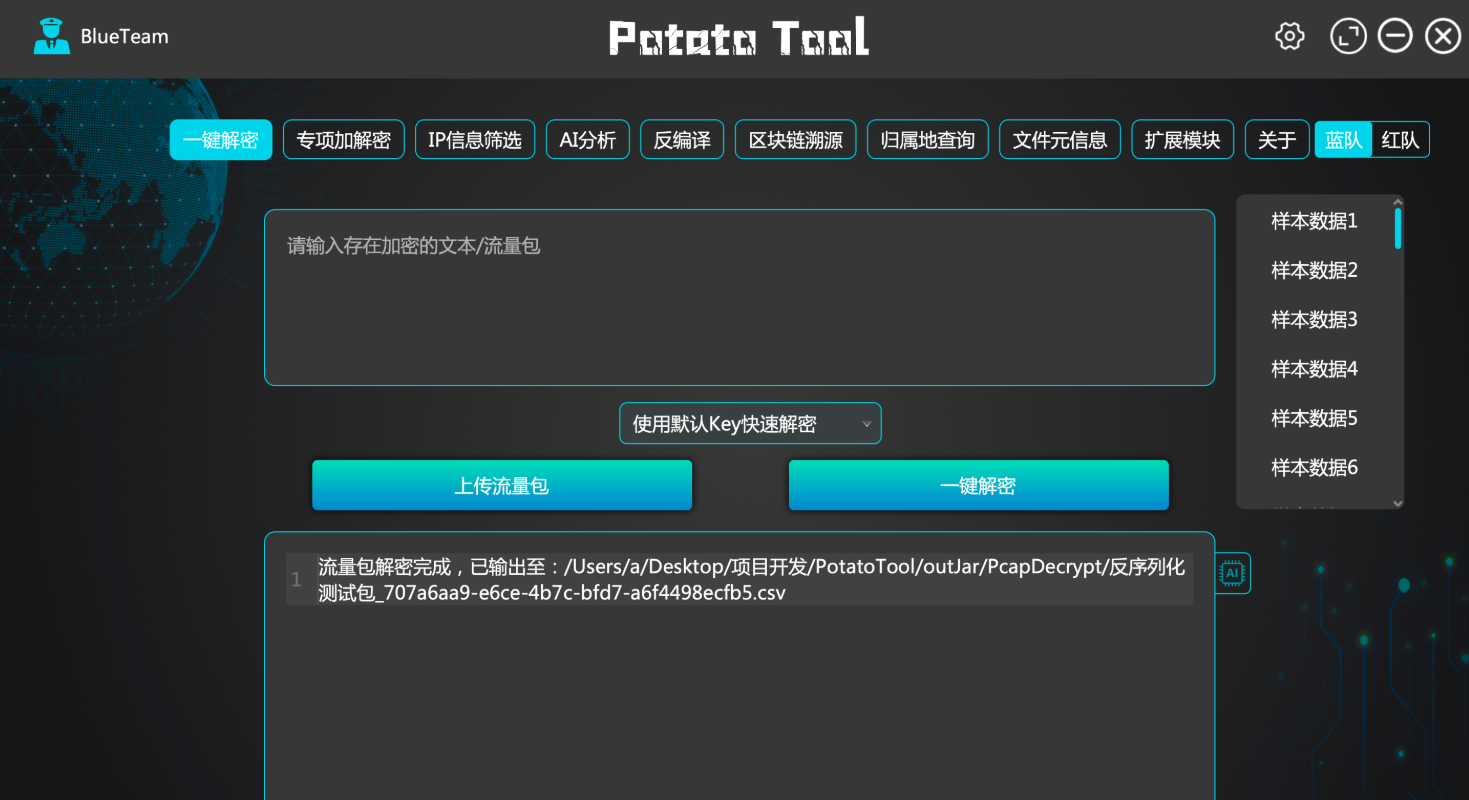 BlueTeam
Potato Tool
一键解密
专项加解密
IP信息筛选
AI分析
反编译
区块链溯源
归属地查询
文件元信息
扩展模块
关于
蓝队
红队
请输入存在加密的文本/流量包
样本数据1
样本数据2
样本数据3
样本数据4
样本数据5
样本数据6
使用默认Key快速解密
上传流量包
一键解密
1
流量包解密完成，已输出至：/Users/a/Desktop/项目开发/PotatoTool/outJar/PcapDecrypt/反序列化
测试包_707a6aa9-e6ce-4b7c-bfd7-a6f4498ecfb5.csv
AI